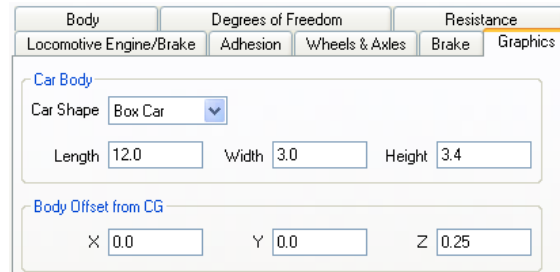 Body Degrees of Freedom Resistance
Locomotive Engine/Brake Adhesion Wheels & Axles Brake Graphics
Car Body
Car Shape Box Car
Length 12.0 Width 3.0 Height 3.4
Body Offset from CG
X 0.0 Y 0.0 Z 0.25